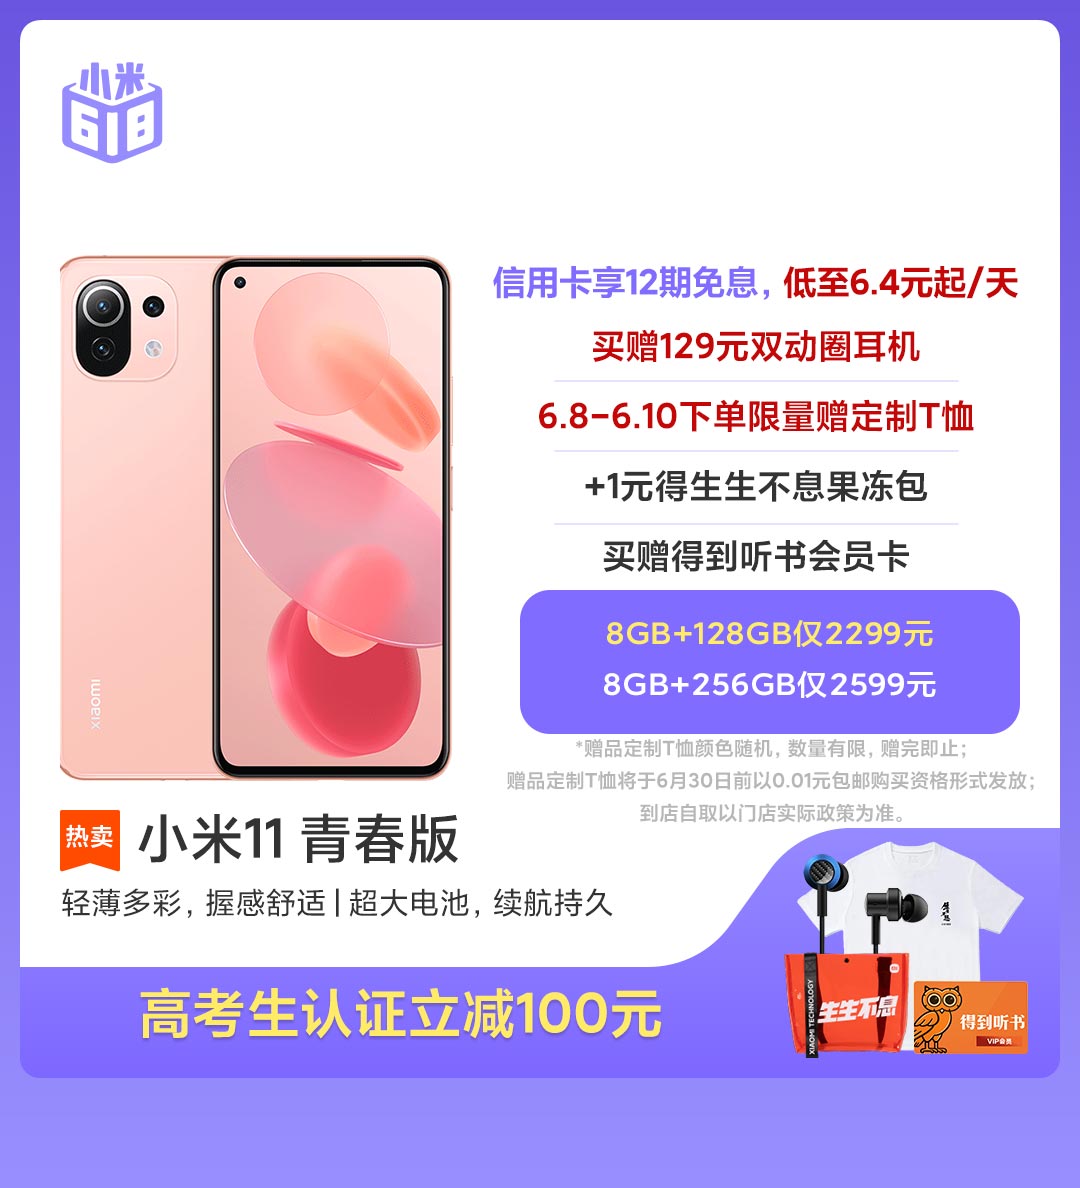 小米
618
信用卡享12期免息，低至6.4元起/天
买赠129元双动圈耳机
6.8-6.10下单限量赠定制T恤
+1元得生生不息果冻包
买赠得到听书会员卡
8GB+128GB仅2299元
8GB+256GB仅2599元
*赠品定制T恤颜色随机，数量有限，赠完即止；
赠品定制T恤将于6月30日前以0.01元包邮购买资格形式发放；
到店自取以门店实际政策为准。
xiaomi
热卖 小米11 青春版
轻薄多彩，握感舒适|超大电池，续航持久
高考生认证立减100元
XIAOMI TECHNOLOGY
生生不息
得到听书
VIP会员